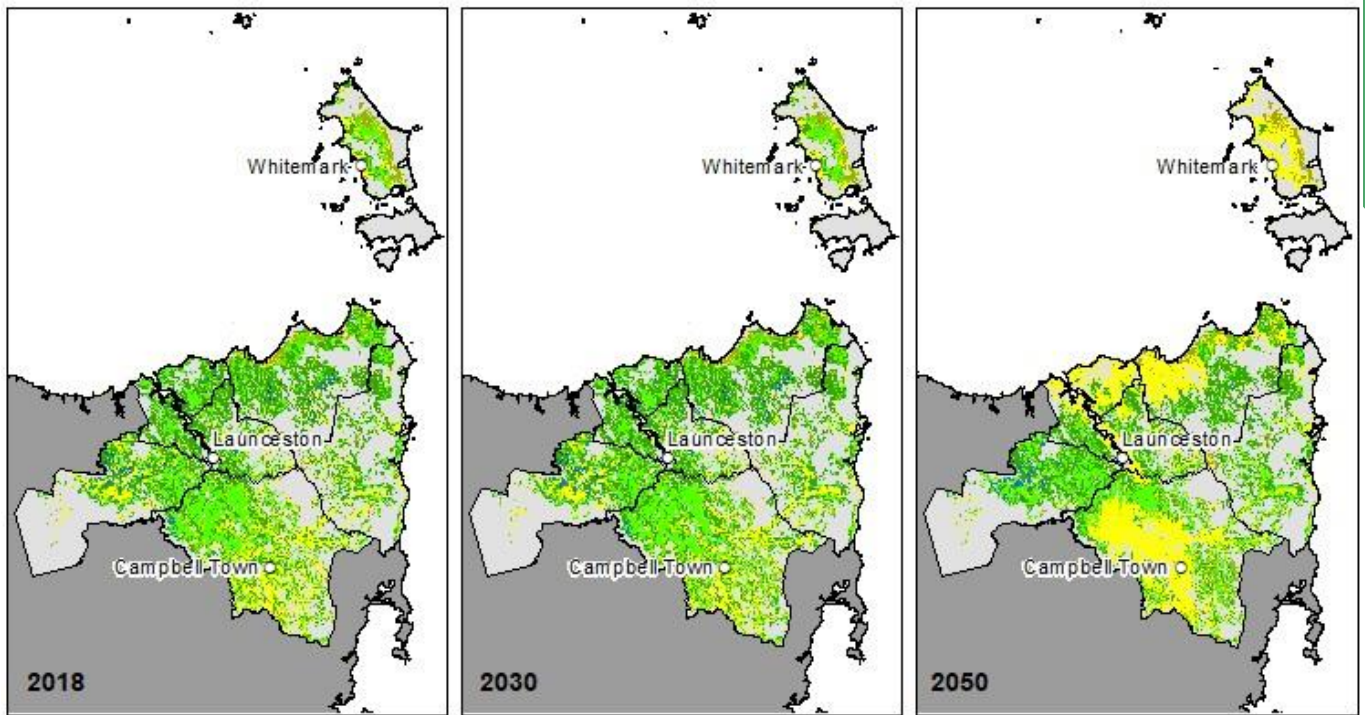 Whitemark
Launceston
Campbell Town
2018
Whitemark
Launceston
Campbell Town
2030
Whitemark
Launceston
Campbell Town
2050